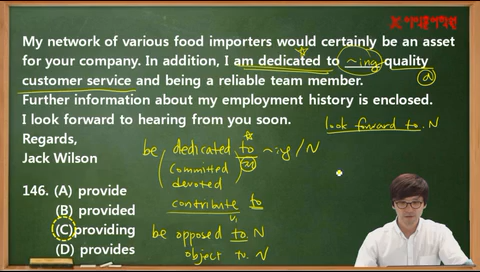 My network of various food importers would certainly be an asset
for your company. In addition, I am dedicated to ~ing quality
customer service and being a reliable team member.
Further information about my employment history is enclosed.
I look forward to hearing from you soon.
look forward to N
Regards,
Jack Wilson
be dedicated to ~ing / N
committed
devoted
contribute to
be opposed to N
object to N
146. (A) provide
(B) provided
(C) providing
(D) provides